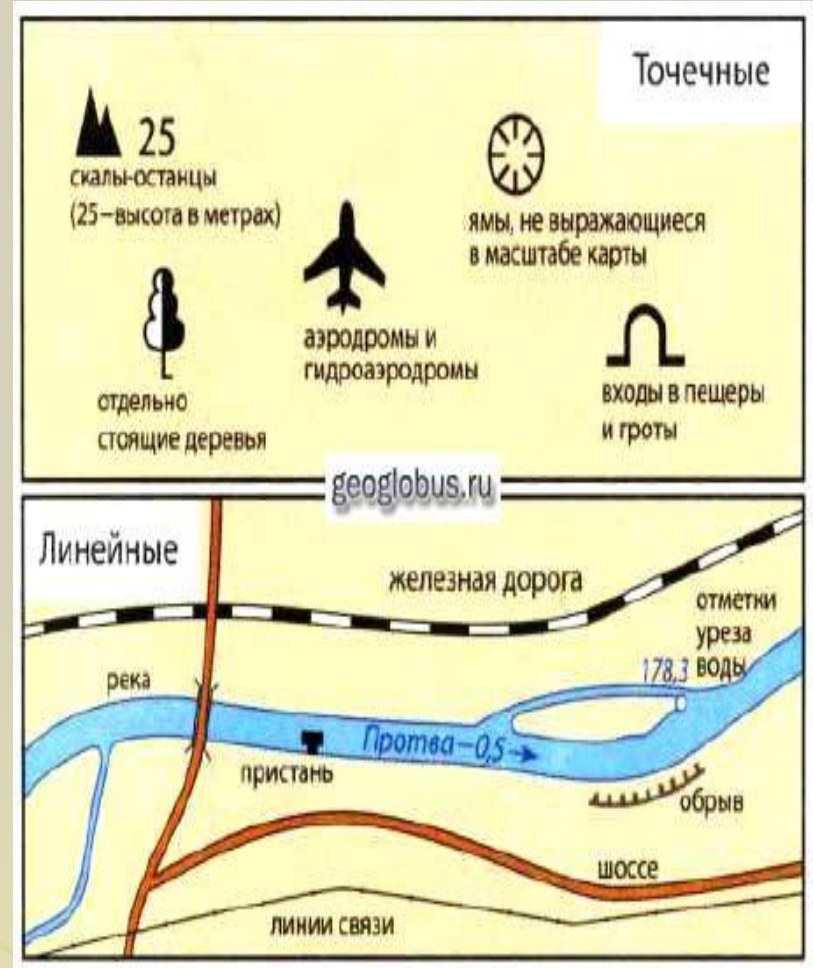 Точечные
25
скалы-останцы
(25–высота в метрах)
ямы, не выражающиеся
в масштабе карты
аэродромы и
гидроаэродромы
отдельно
стоящие деревья
входы в пещеры
и гроты
geoglobus.ru
Линейные
железная дорога
отметки
уреза
воды
178,3
река
Протва–0,5
пристань
обрыв
шоссе
линии связи